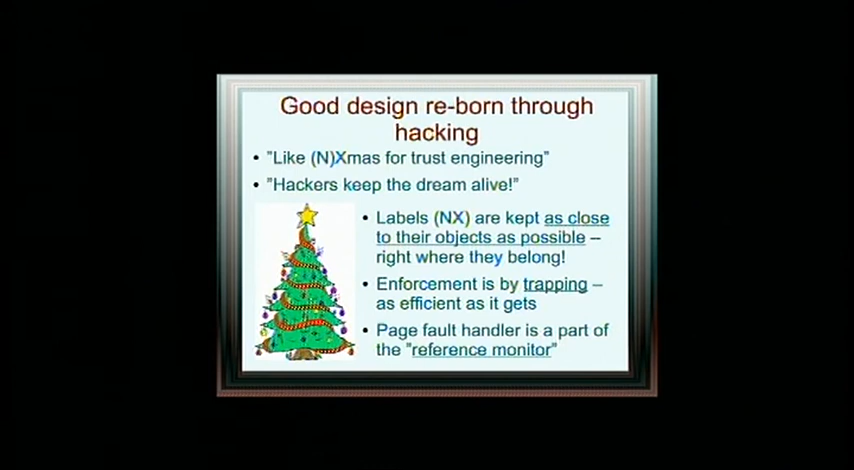 Good design re-born through
hacking
• "Like (N)Xmas for trust engineering"
• "Hackers keep the dream alive!"
• Labels (NX) are kept as close
to their objects as possible –
right where they belong!
• Enforcement is by trapping –
as efficient as it gets
• Page fault handler is a part of
the "reference monitor"